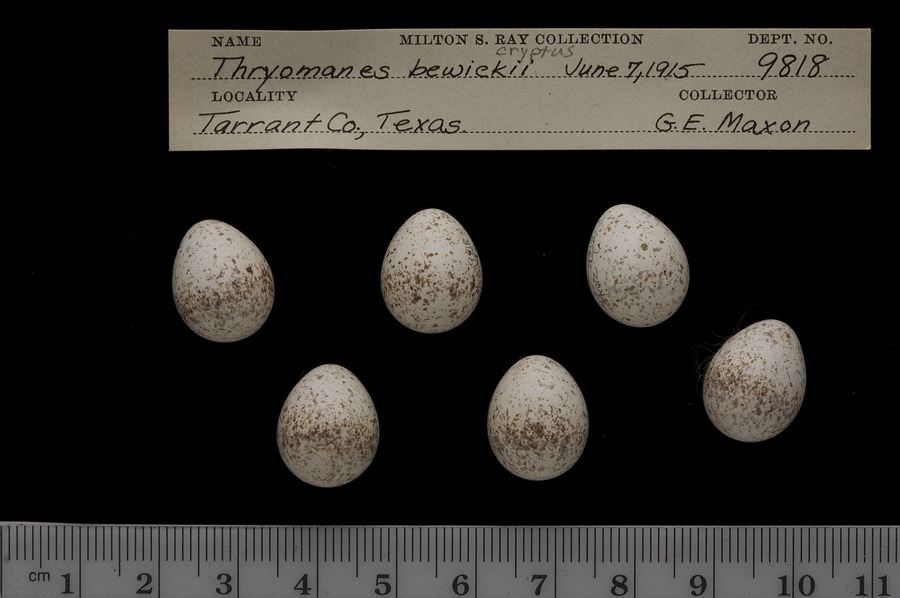 NAME MILTON S. RAY COLLECTION DEPT. NO.
cryptus
Thryomanes bewickii June 7, 1915 9818
LOCALITY COLLECTOR
Tarrant Co., Texas. G.E. Maxon
cm 1 2 3 4 5 6 7 8 9 10 11